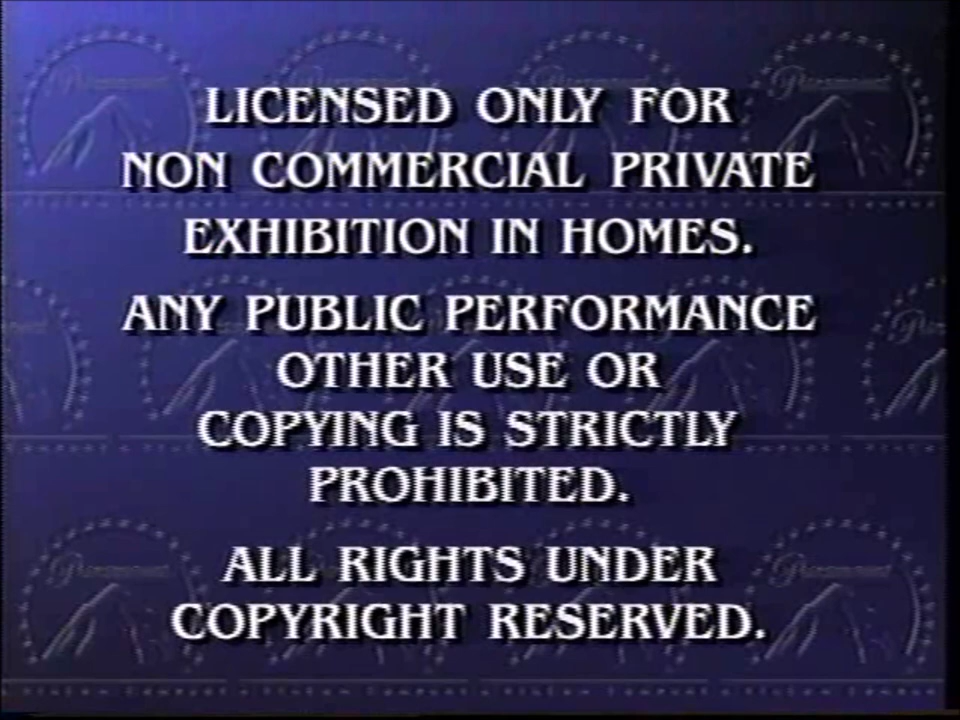 LICENSED ONLY FOR
NON COMMERCIAL PRIVATE
EXHIBITION IN HOMES.
ANY PUBLIC PERFORMANCE
OTHER USE OR
COPYING IS STRICTLY
PROHIBITED.
ALL RIGHTS UNDER
COPYRIGHT RESERVED.